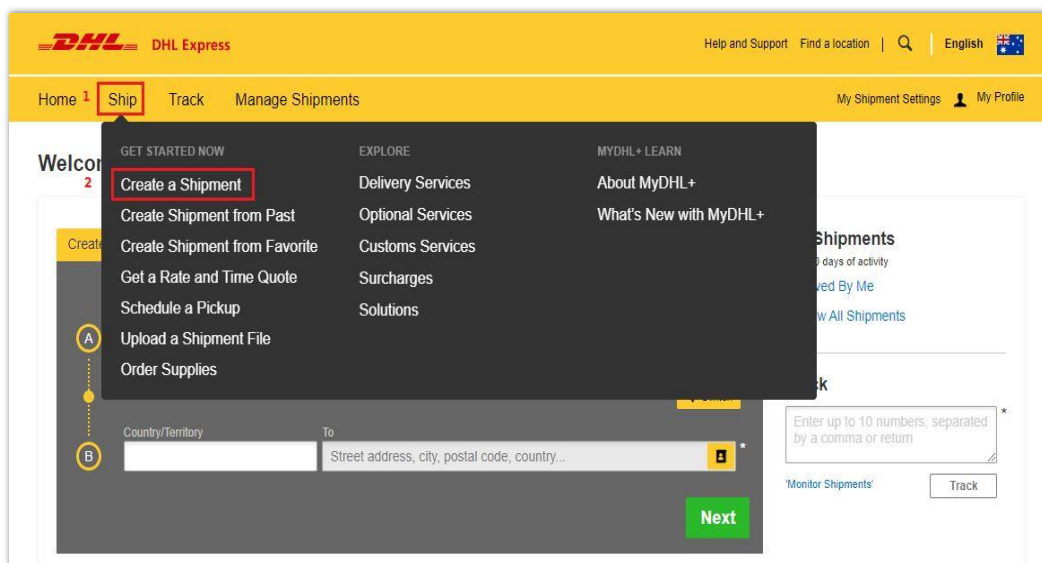 DHL DHL Express
Help and Support Find a location | English
Home 1 Ship Track Manage Shipments
My Shipment Settings My Profile
Welcor
2
GET STARTED NOW
Create a Shipment
Create Shipment from Past
Create Shipment from Favorite
Get a Rate and Time Quote
Schedule a Pickup
Upload a Shipment File
Order Supplies
EXPLORE
Delivery Services
Optional Services
Customs Services
Surcharges
Solutions
MYDHL+ LEARN
About MyDHL+
What's New with MyDHL+
Create
A
Country/Territory
To
B
Street address, city, postal code, country... *
Next
Shipments
days of activity
ved By Me
w All Shipments
k
Enter up to 10 numbers, separated *
by a comma or return
'Monitor Shipments' Track